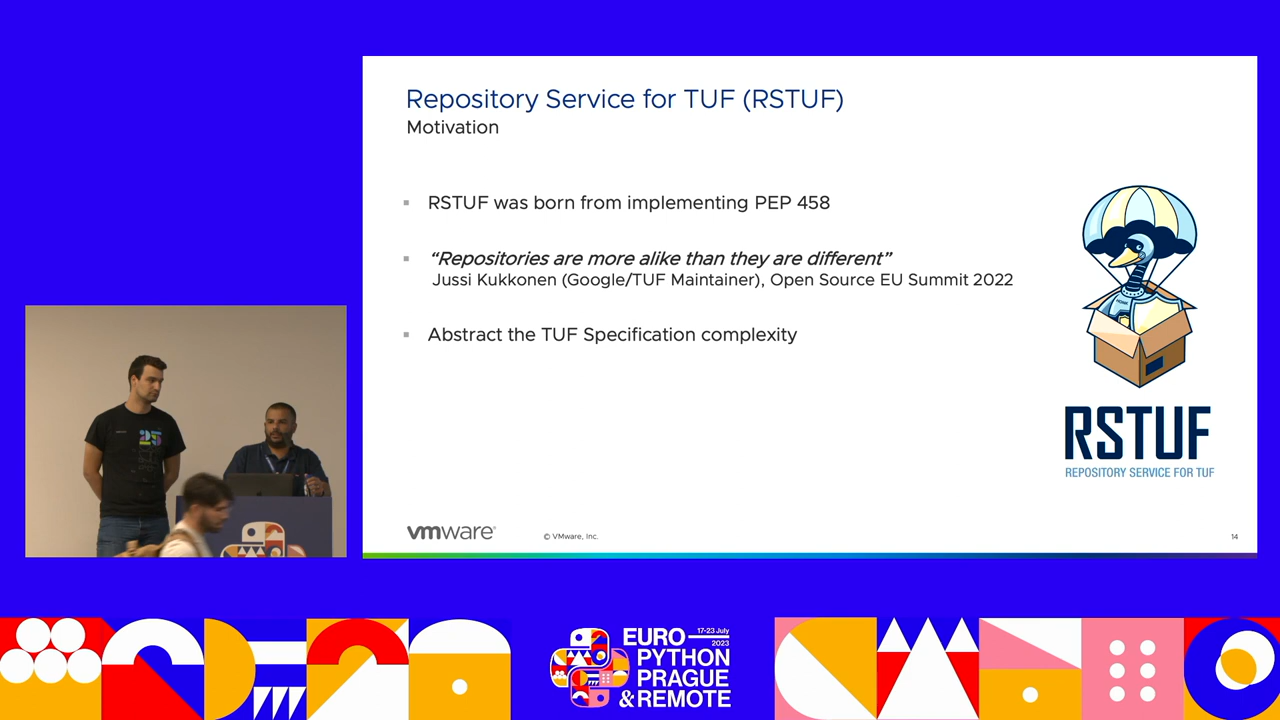 Repository Service for TUF (RSTUF)
Motivation
RSTUF was born from implementing PEP 458
“Repositories are more alike than they are different”
Jussi Kukkonen (Google/TUF Maintainer), Open Source EU Summit 2022
Abstract the TUF Specification complexity
RSTUF
REPOSITORY SERVICE FOR TUF
vmware®
© VMware, Inc.
14
25
17-23 July
2023
EURO
PYTHON
PRAGUE
& REMOTE